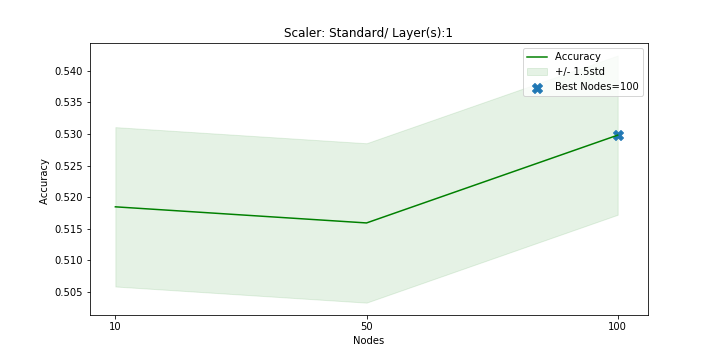 Scaler: Standard/ Layer(s):1
Accuracy
+/- 1.5std
Best Nodes=100
0.540
0.535
0.530
0.525
0.520
0.515
0.510
0.505
Accuracy
10 50 100
Nodes